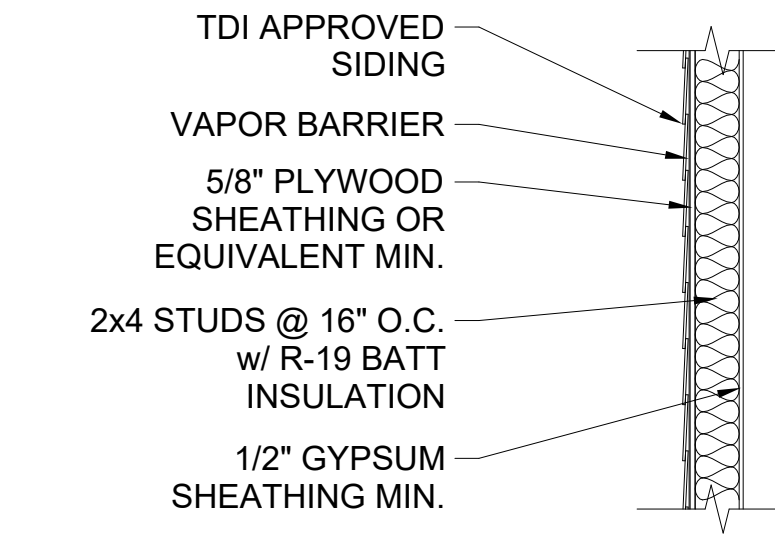 TDI APPROVED
SIDING
VAPOR BARRIER
5/8" PLYWOOD
SHEATHING OR
EQUIVALENT MIN.
2x4 STUDS @ 16" O.C.
w/ R-19 BATT
INSULATION
1/2" GYPSUM
SHEATHING MIN.